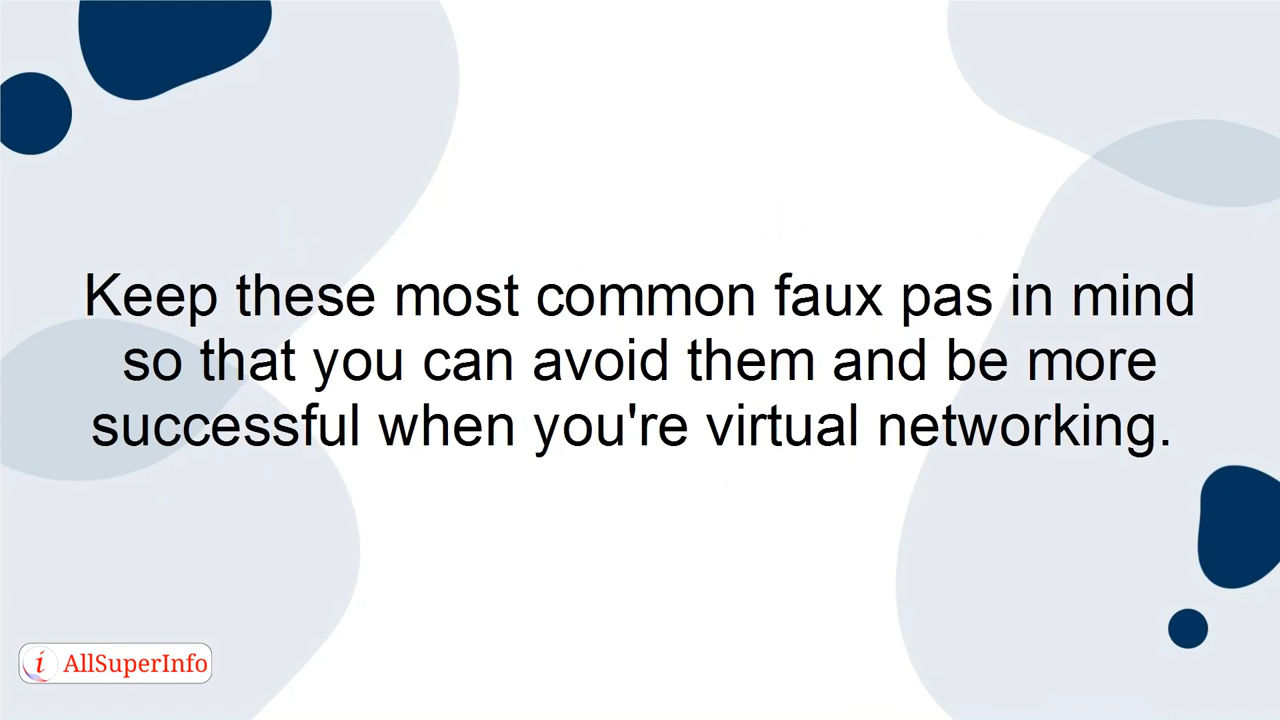 Keep these most common faux pas in mind
so that you can avoid them and be more
successful when you're virtual networking.
i AllSuperInfo